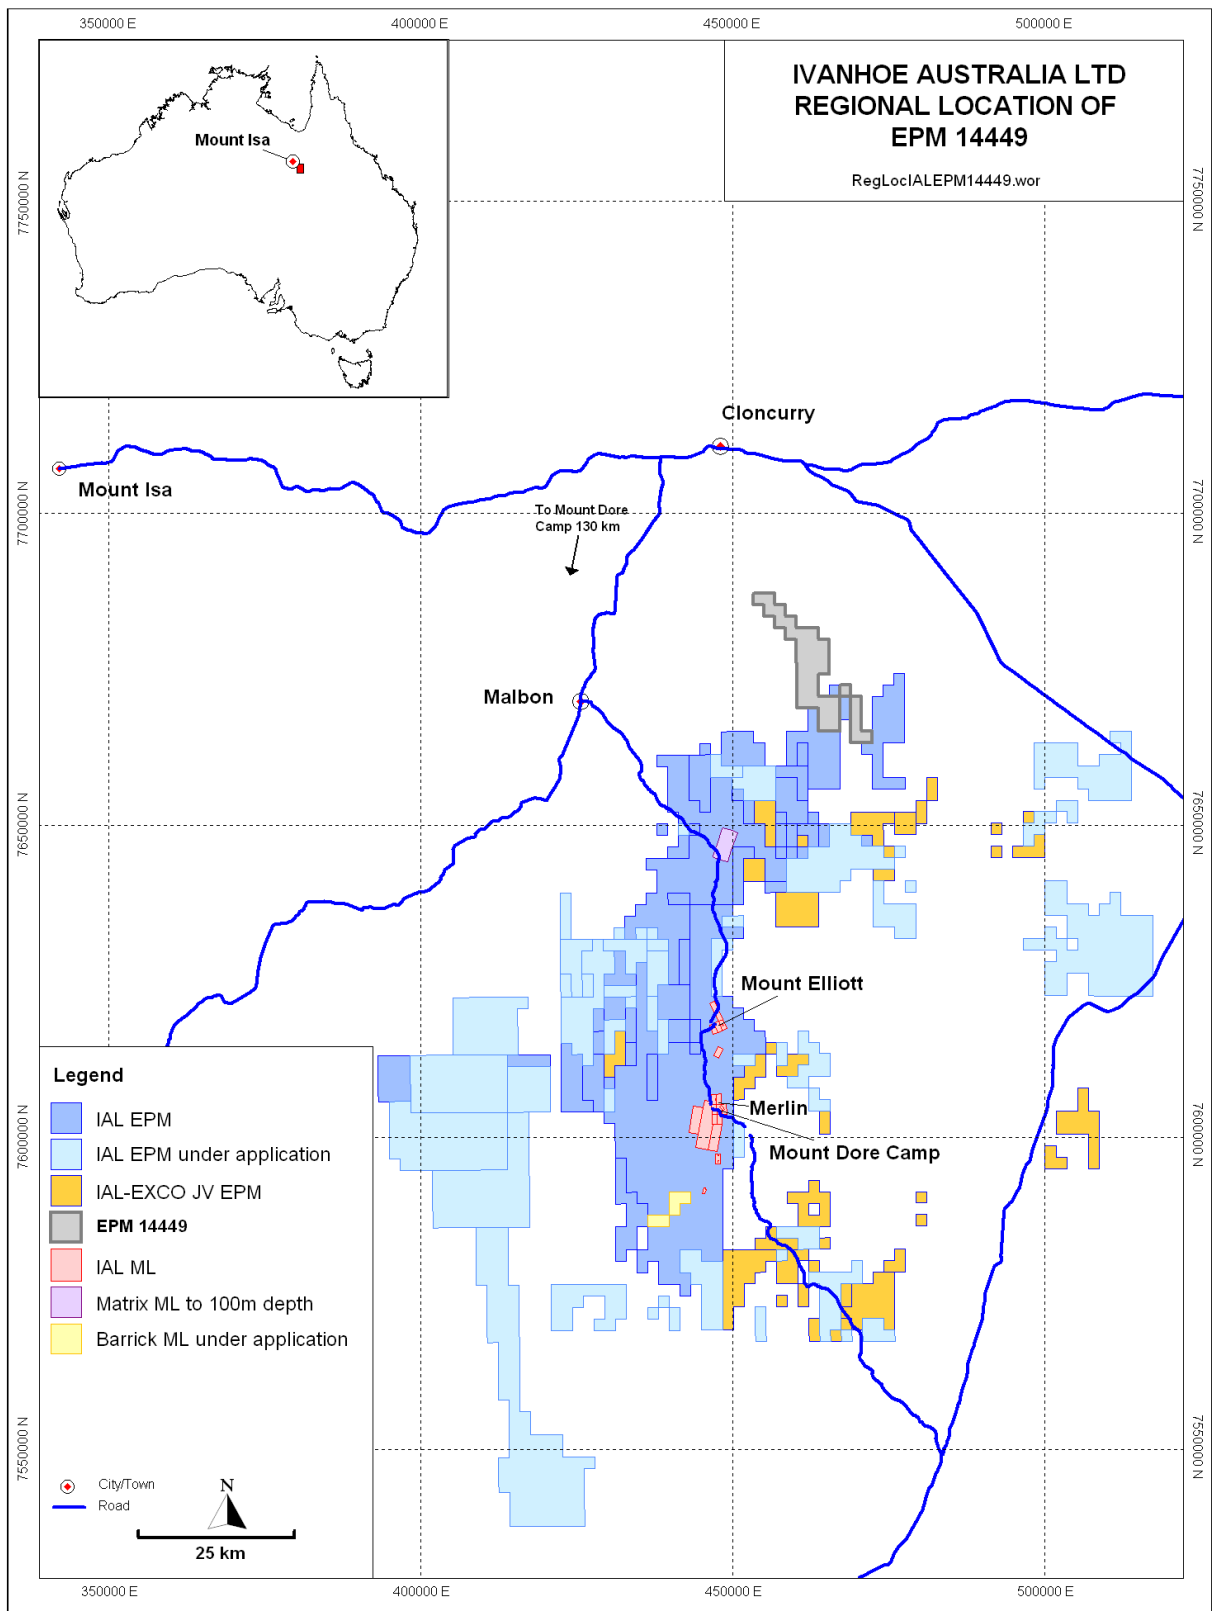 350000 E
400000 E
450000 E
500000 E
IVANHOE AUSTRALIA LTD
REGIONAL LOCATION OF
EPM 14449
RegLocIALEPM14449.wor
Mount Isa
7750000 N
7750000 N
Cloncurry
Mount Isa
7700000 N
To Mount Dore
Camp 130 km
7700000 N
Malbon
7650000 N
7650000 N
Mount Elliott
Merlin
Mount Dore Camp
7600000 N
7600000 N
Legend
IAL EPM
IAL EPM under application
IAL-EXCO JV EPM
EPM 14449
IAL ML
Matrix ML to 100m depth
Barrick ML under application
7550000 N
7550000 N
City/Town
Road
N
25 km
350000 E
400000 E
450000 E
500000 E